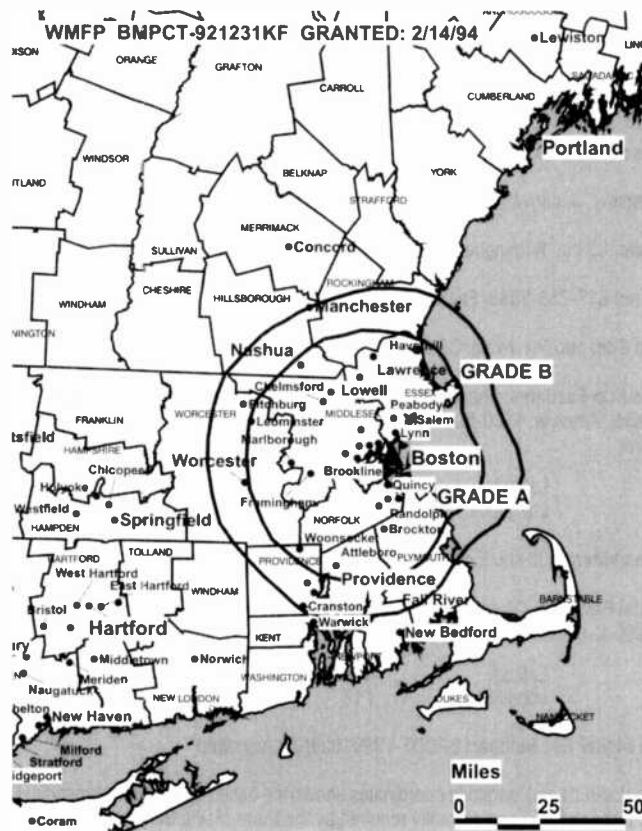 WMFP BMPCT-921231KF GRANTED: 2/14/94
Lewiston
ORANGE
GRAFTON
CARROLL
CUMBERLAND
WINDSOR
Portland
BELKNAP
YORK
STRAFFORD
MERRIMACK
Concord
SULLIVAN
ROCKINGHAM
CHESHIRE
HILLSBOROUGH
WINDHAM
Manchester
Nashua
Haverhill
Lawrence
GRADE B
Chelmsford
Lowell
ESSEX
Peabody
WORCESTER
Fitchburg
MIDDLESE
Salem
FRANKLIN
Leominster
Lynn
HAMPSHIRE
Marlborough
Chicopee
Worcester
Brookline
Boston
Holyoke
Quincy
Westfield
Framingham
GRADE A
HAMPDEN
Springfield
NORFOLK
Randolph
Woonsocket
Brockton
HARTFORD
TOLLAND
PROVIDENCE
Attleboro
PLYMOUTH
West Hartford
East Hartford
WINDHAM
Providence
Bristol
Cranston
Fall River
BARNSTABLE
Hartford
Warwick
KENT
New Bedford
Middletown
Norwich
NEWPORT
Meriden
WASHINGTON
Naugatuck
NEW LONDON
DUKES
NANTUCKET
New Haven
Milford
Stratford
Miles
Coram
0 25 50